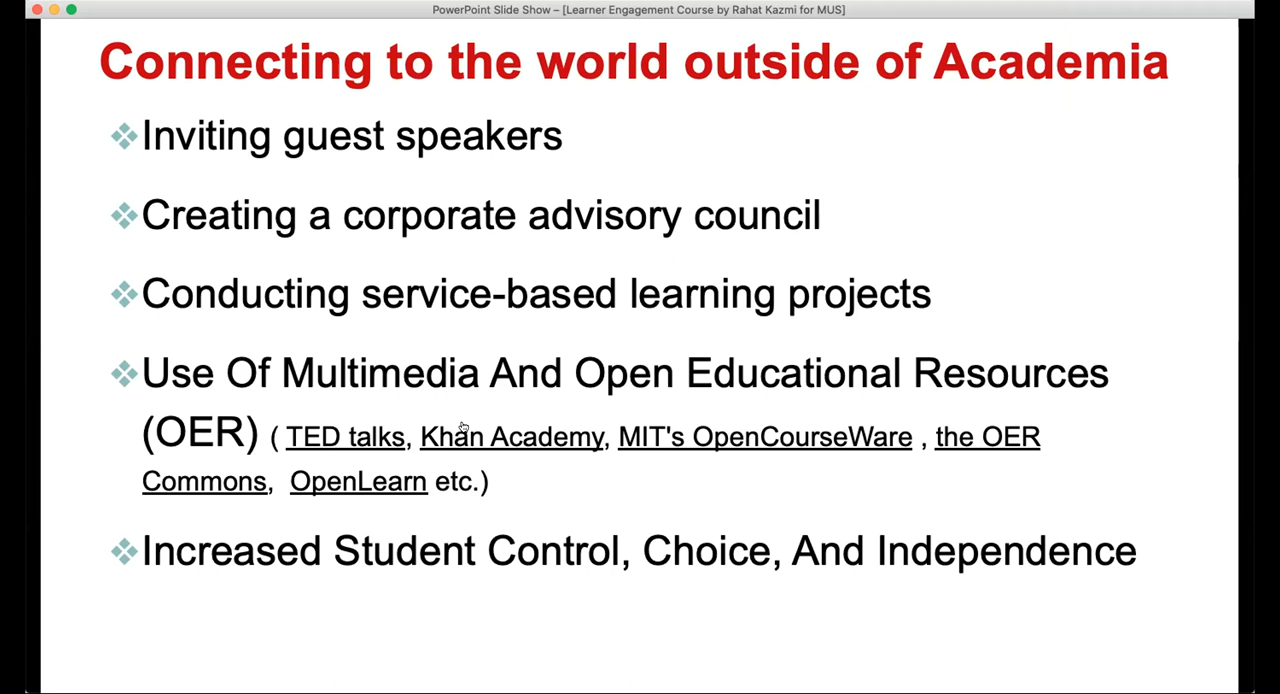 PowerPoint Slide Show – [Learner Engagement Course by Rahat Kazmi for MUS]
Connecting to the world outside of Academia
Inviting guest speakers
Creating a corporate advisory council
Conducting service-based learning projects
Use Of Multimedia And Open Educational Resources
(OER) ( TED talks, Khan Academy, MIT's OpenCourseWare , the OER
Commons, OpenLearn etc.)
Increased Student Control, Choice, And Independence